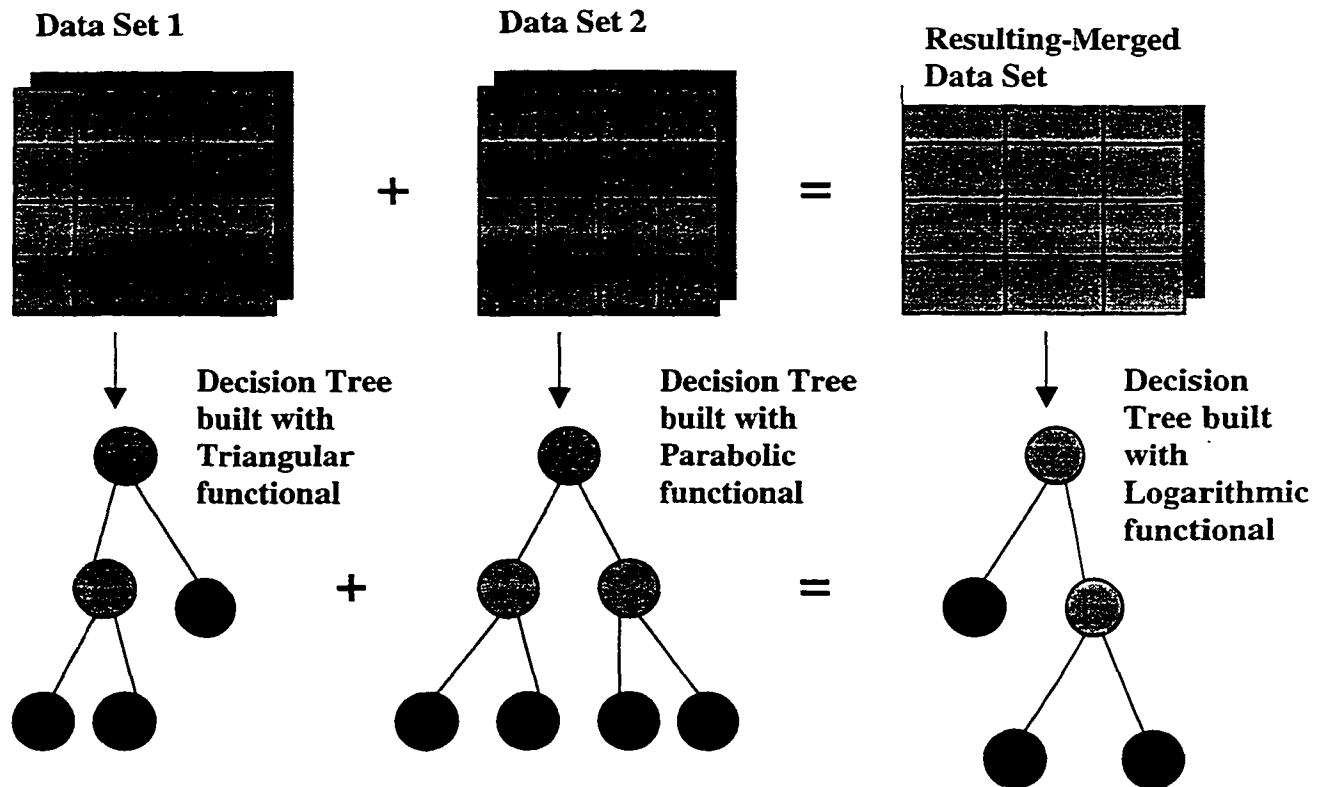 Data Set 1
Data Set 2
Resulting-Merged
Data Set
+
=
Decision Tree
built with
Triangular
functional
Decision Tree
built with
Parabolic
functional
Decision
Tree built
with
Logarithmic
functional
+
=